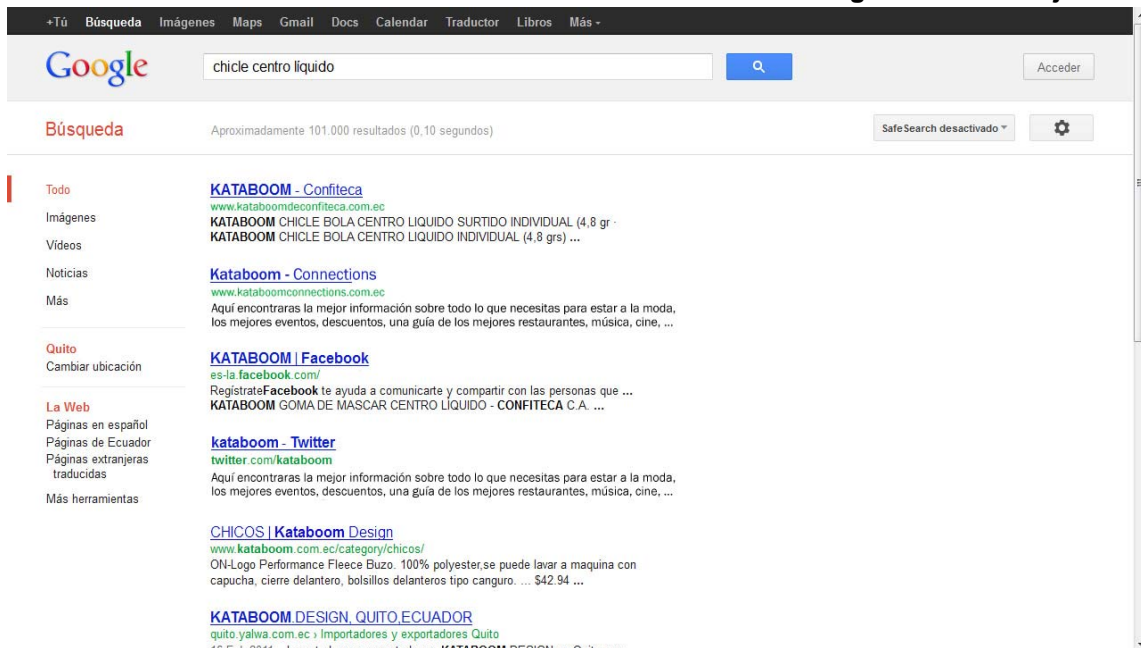 +Tú Búsqueda Imágenes Maps Gmail Docs Calendar Traductor Libros Más
Google
chicle centro líquido
Acceder
Búsqueda
Aproximadamente 101.000 resultados (0,10 segundos)
SafeSearch desactivado
Todo
Imágenes
Vídeos
Noticias
Más
Quito
Cambiar ubicación
La Web
Páginas en español
Páginas de Ecuador
Páginas extranjeras
traducidas
Más herramientas
KATABOOM - Confiteca
www.kataboomdeconfiteca.com.ec
KATABOOM CHICLE BOLA CENTRO LIQUIDO SURTIDO INDIVIDUAL (4,8 gr ·
KATABOOM CHICLE BOLA CENTRO LIQUIDO INDIVIDUAL (4,8 grs) ...
Kataboom - Connections
www.kataboomconnections.com.ec
Aquí encontraras la mejor información sobre todo lo que necesitas para estar a la moda,
los mejores eventos, descuentos, una guía de los mejores restaurantes, música, cine, ...
KATABOOM | Facebook
es-la.facebook.com/
RegístrateFacebook te ayuda a comunicarte y compartir con las personas que ...
KATABOOM GOMA DE MASCAR CENTRO LÍQUIDO - CONFITECA C.A. ...
kataboom - Twitter
twitter.com/kataboom
Aquí encontraras la mejor información sobre todo lo que necesitas para estar a la moda,
los mejores eventos, descuentos, una guía de los mejores restaurantes, música, cine, ...
CHICOS | Kataboom Design
www.kataboom.com.ec/category/chicos/
ON-Logo Performance Fleece Buzo. 100% polyester,se puede lavar a maquina con
capucha, cierre delantero, bolsillos delanteros tipo canguro. ... $42.94 ...
KATABOOM.DESIGN, QUITO,ECUADOR
quito.yalwa.com.ec › Importadores y exportadores Quito